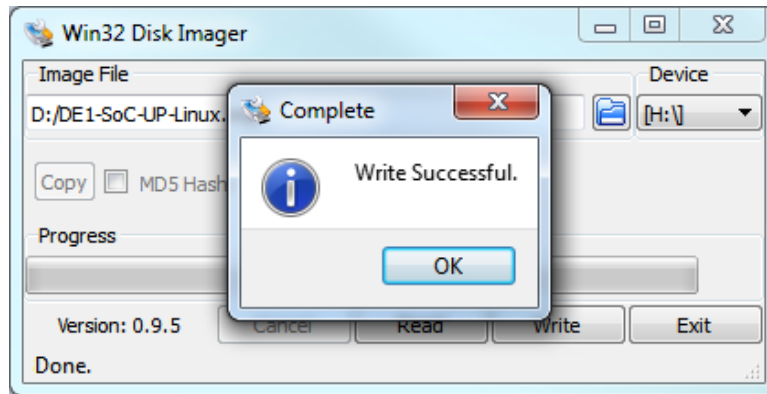 Win32 Disk Imager
Image File
Device
D:/DE1-SoC-UP-Linux.
[H:\]
Complete
Write Successful.
OK
Copy
MD5 Hash
Progress
Version: 0.9.5
Cancel
Read
Write
Exit
Done.